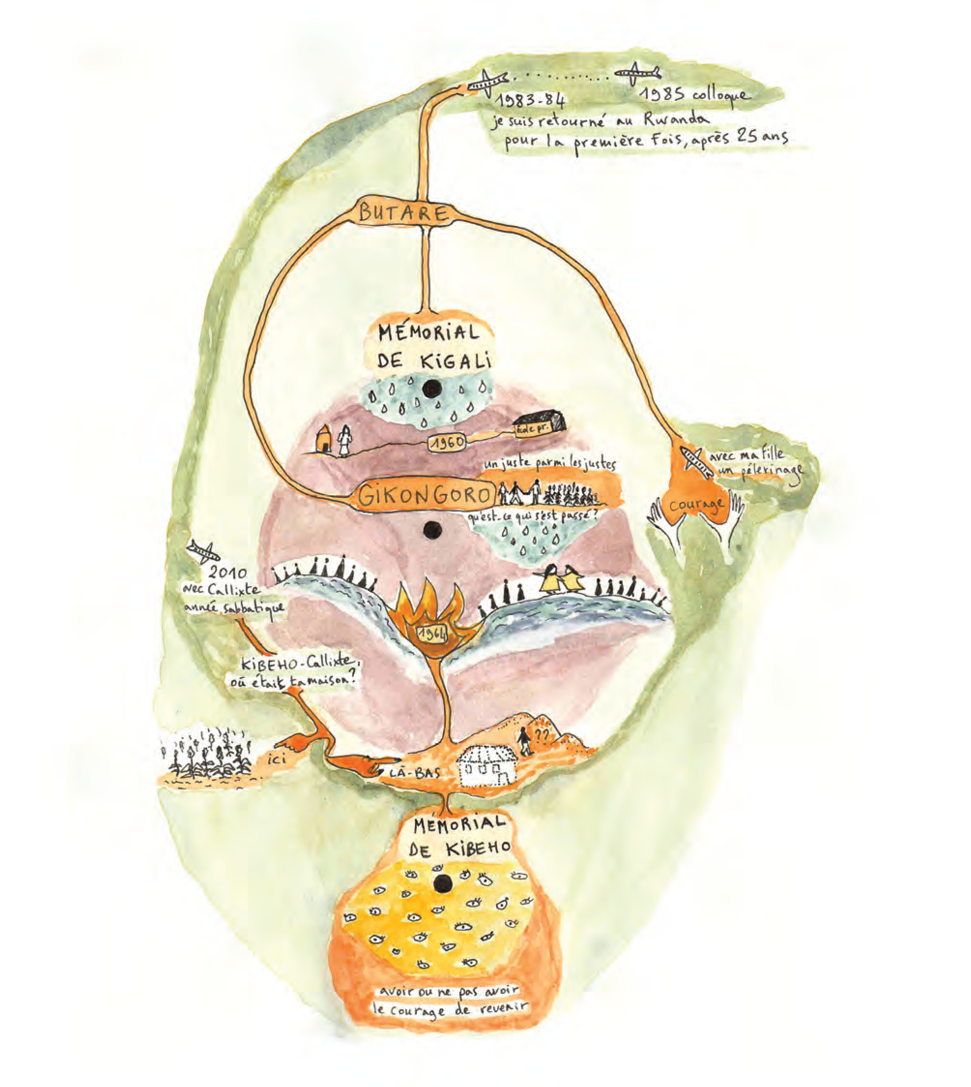 1983-84
1985 colloque
je suis retourné au Rwanda
pour la première fois, après 25 ans
BUTARE
MÉMORIAL
DE KIGALI
1960
École pr.
un juste parmi les justes
GIKONGORO
qu'est-ce qui s'est passé?
avec ma fille
un pélerinage
courage
2010
avec Callixte
année sabbatique
1964
KIBEHO-Callixte,
où était ta maison?
ici
LÀ-BAS
??
MÉMORIAL
DE KIBEHO
avoir ou ne pas avoir
le courage de revenir